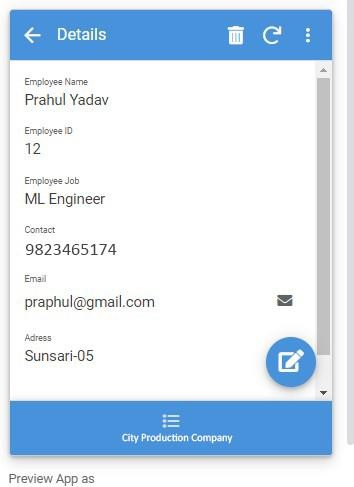 Details
Employee Name
Prahul Yadav
Employee ID
12
Employee Job
ML Engineer
Contact
9823465174
Email
praphul@gmail.com
Adress
Sunsari-05
City Production Company
Preview App as